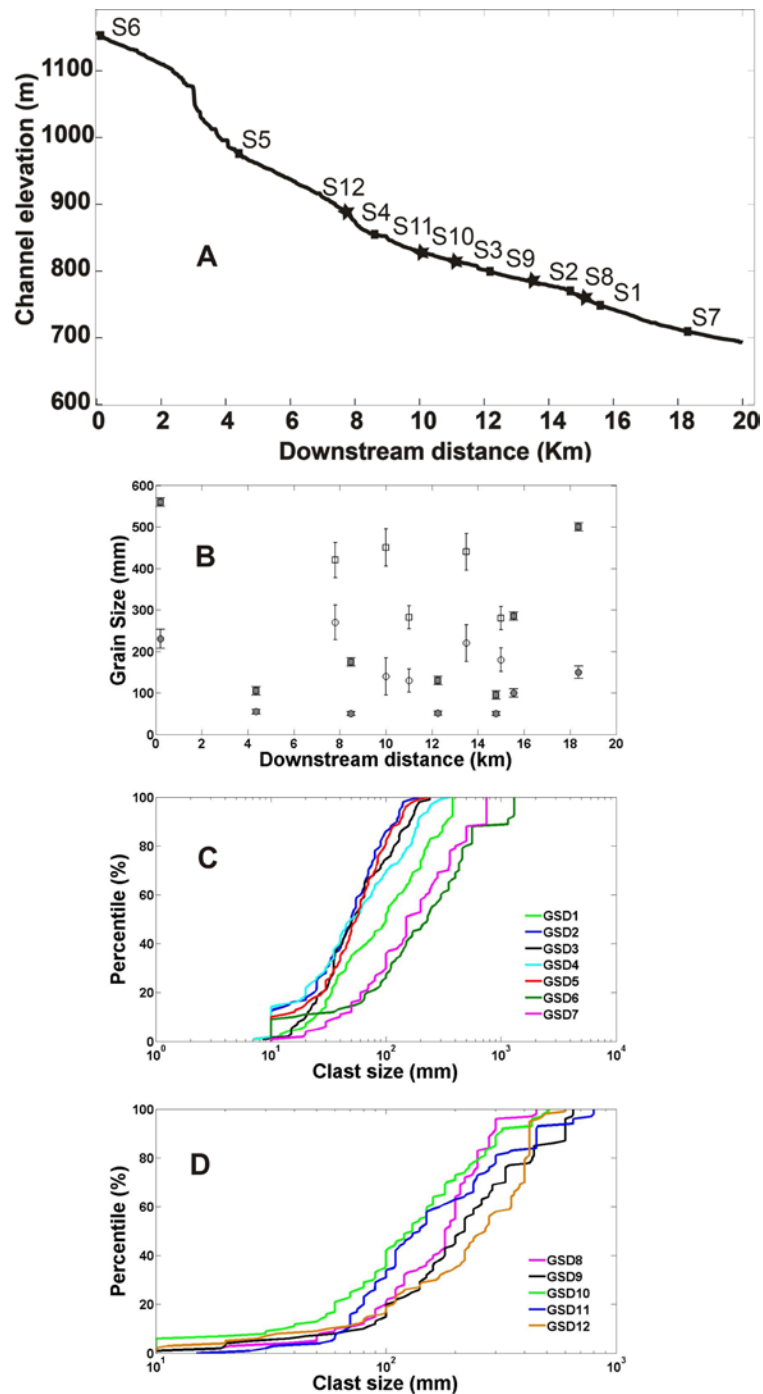 S6
1100
1000
S5
S12
900
S4
S11
S10
S3
S9
A
800
S2
S8
S1
S7
700
600
Channel elevation (m)
0 2 4 6 8 10 12 14 16 18 20
Downstream distance (Km)
600
B
500
400
300
200
100
0
Grain Size (mm)
0 2 4 6 8 10 12 14 16 18 20
Downstream distance (km)
100
80
C
60
GSD1
GSD2
40
GSD3
GSD4
GSD5
20
GSD6
GSD7
0
Percentile (%)
10⁰ 10¹ 10² 10³ 10⁴
Clast size (mm)
100
D
80
60
40
GSD8
GSD9
20
GSD10
GSD11
GSD12
0
Percentile (%)
10 10² 10³
Clast size (mm)